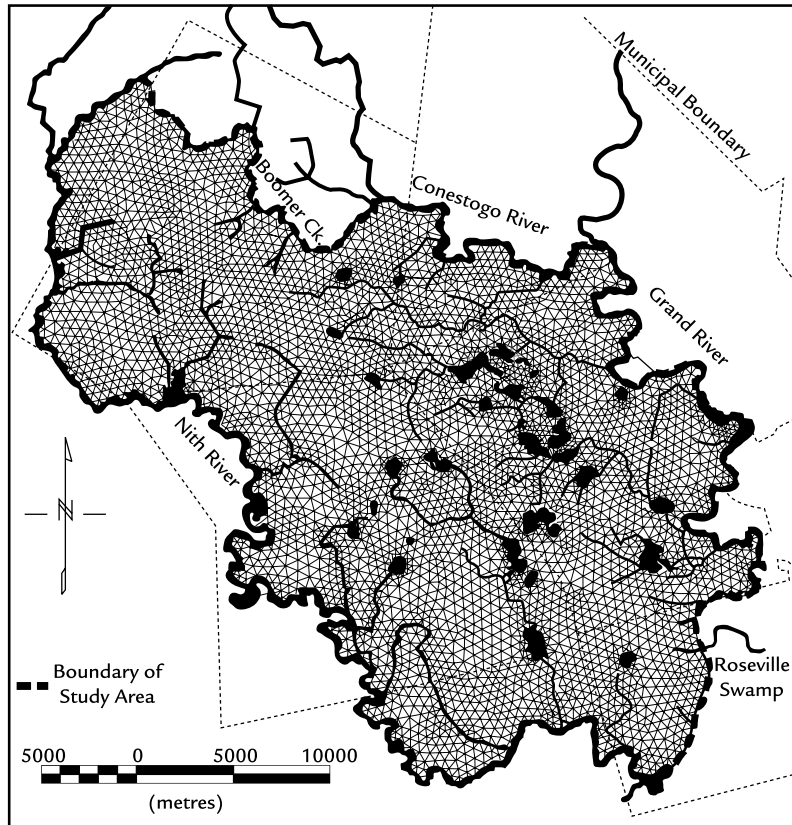 Municipal Boundary
Boomer Ck.
Conestogo River
Grand River
Nith River
N
Boundary of
Study Area
Roseville
Swamp
5000 0 5000 10000
(metres)